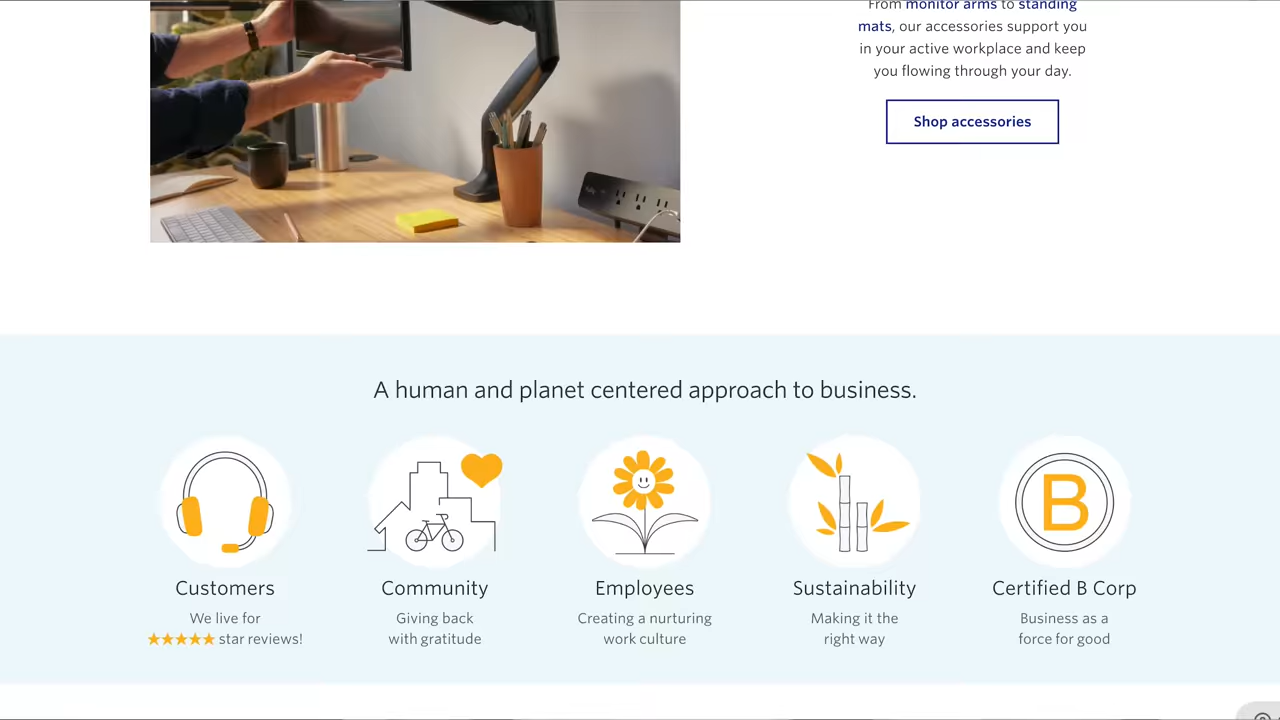 From monitor arms to standing
mats, our accessories support you
in your active workplace and keep
you flowing through your day.
Shop accessories
A human and planet centered approach to business.
Customers
We live for
★★★★★ star reviews!
Community
Giving back
with gratitude
Employees
Creating a nurturing
work culture
Sustainability
Making it the
right way
B
Certified B Corp
Business as a
force for good